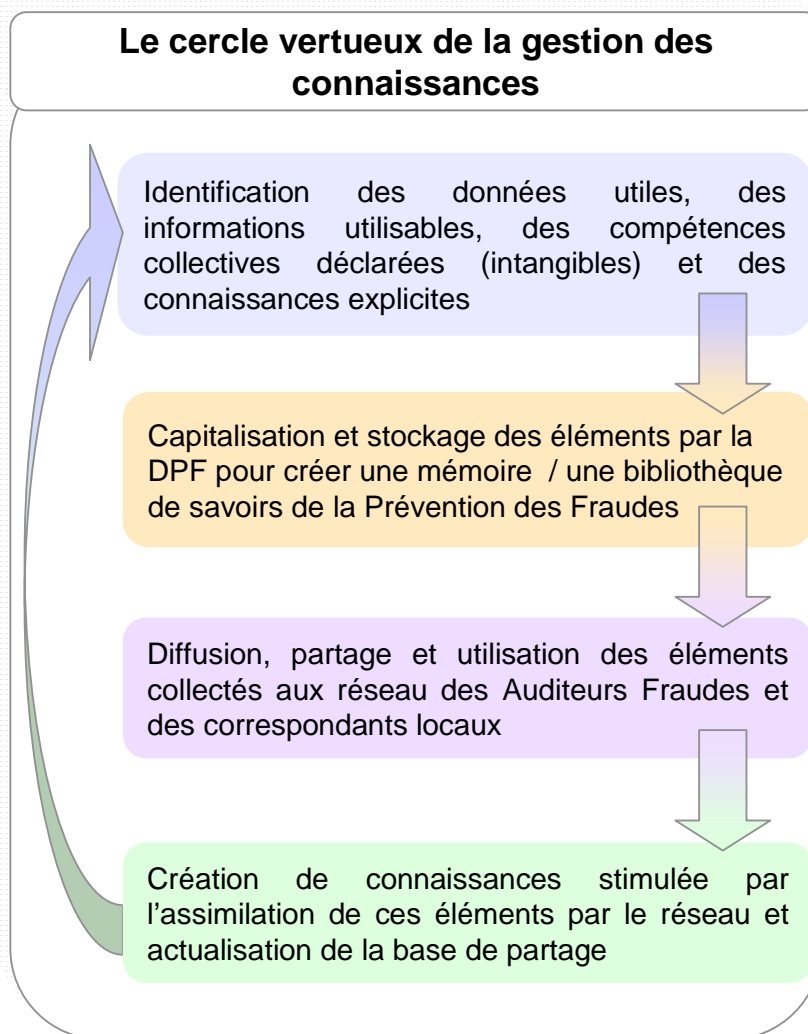 Le cercle vertueux de la gestion des
connaissances
Identification des données utiles, des
informations utilisables, des compétences
collectives déclarées (intangibles) et des
connaissances explicites
Capitalisation et stockage des éléments par la
DPF pour créer une mémoire / une bibliothèque
de savoirs de la Prévention des Fraudes
Diffusion, partage et utilisation des éléments
collectés aux réseau des Auditeurs Fraudes et
des correspondants locaux
Création de connaissances stimulée par
l'assimilation de ces éléments par le réseau et
actualisation de la base de partage